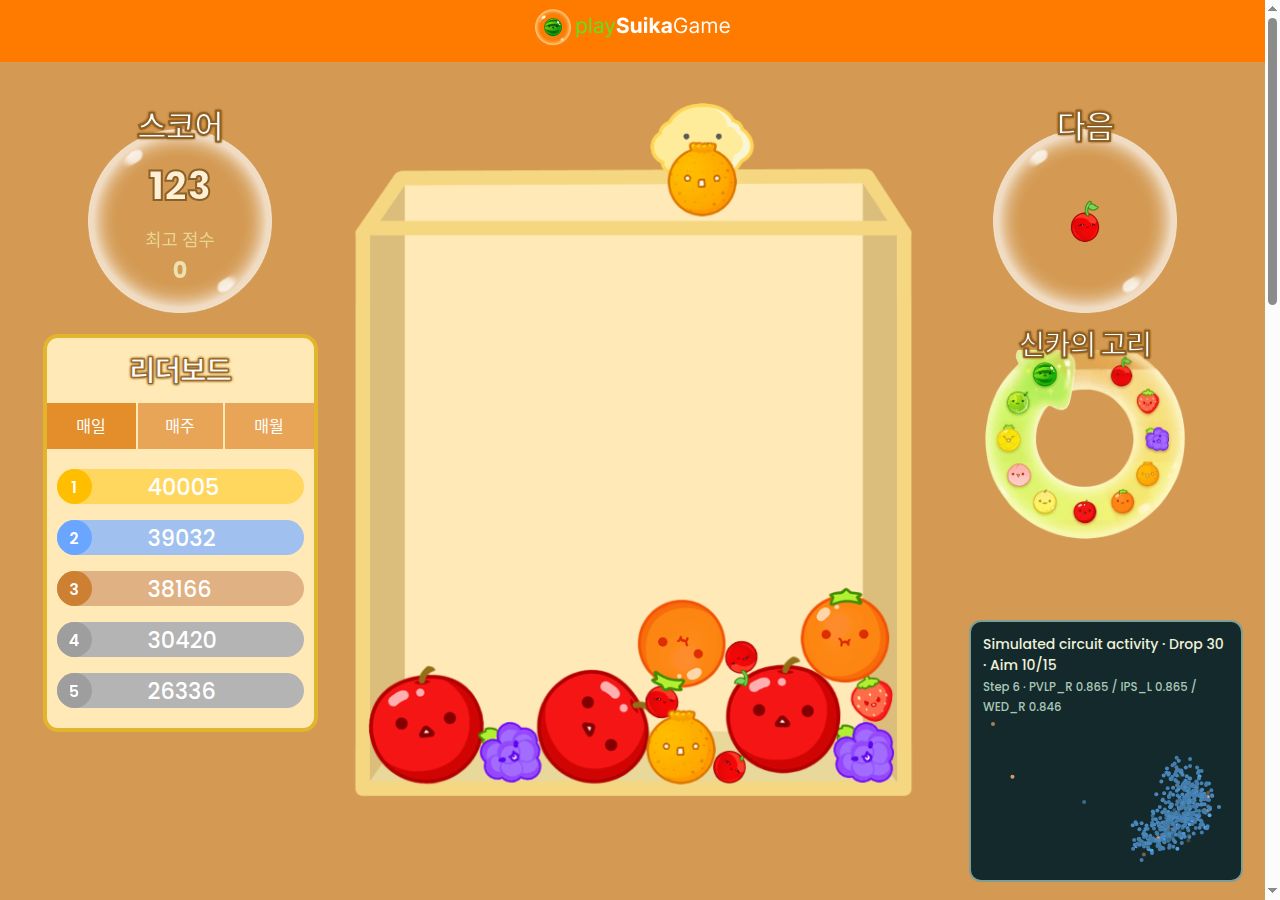 playSuikaGame
스코어
123
최고 점수
0
다음
신카의 고리
리더보드
매일 매주 매월
1 40005
2 39032
3 38166
4 30420
5 26336
Simulated circuit activity · Drop 30
· Aim 10/15
Step 6 · PVLP_R 0.865 / IPS_L 0.865 /
WED_R 0.846